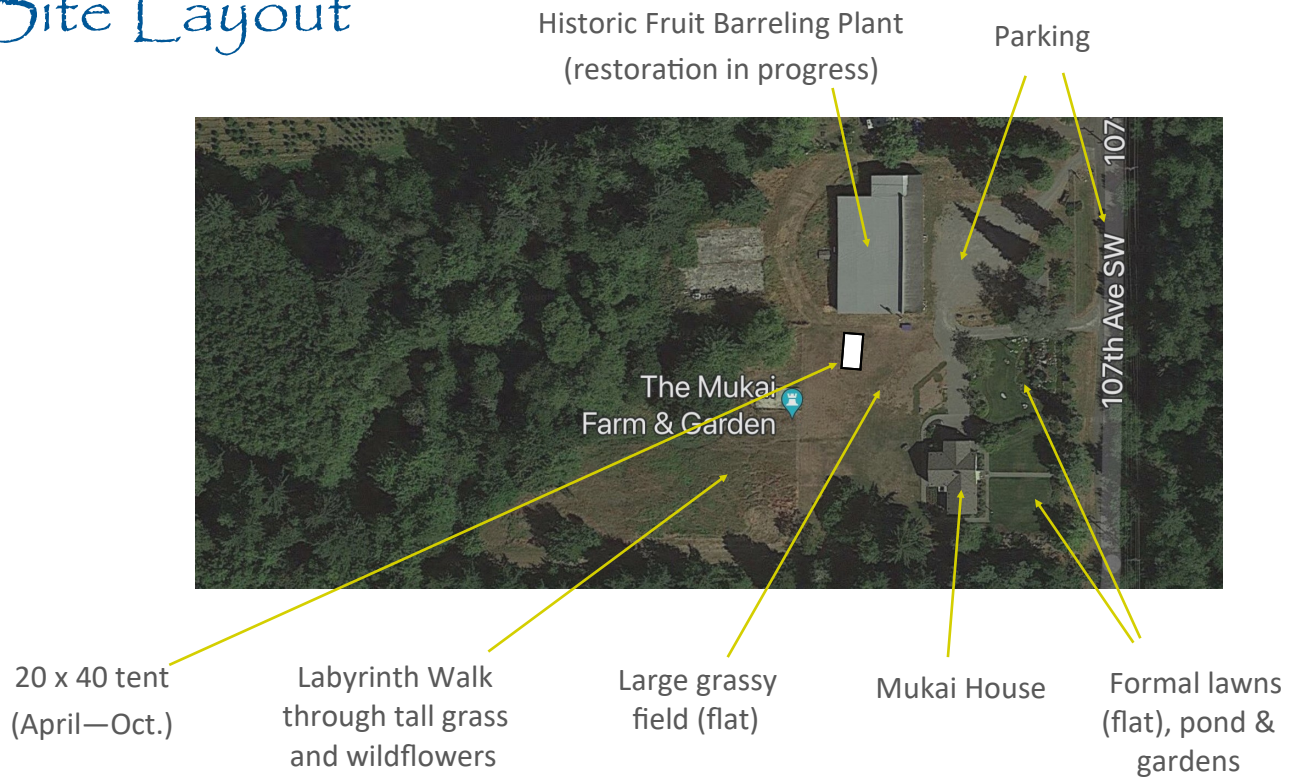 Site Layout
Historic Fruit Barreling Plant
(restoration in progress)
Parking
107
107th Ave SW
The Mukai
Farm & Garden
20 x 40 tent
(April—Oct.)
Labyrinth Walk
through tall grass
and wildflowers
Large grassy
field (flat)
Mukai House
Formal lawns
(flat), pond &
gardens